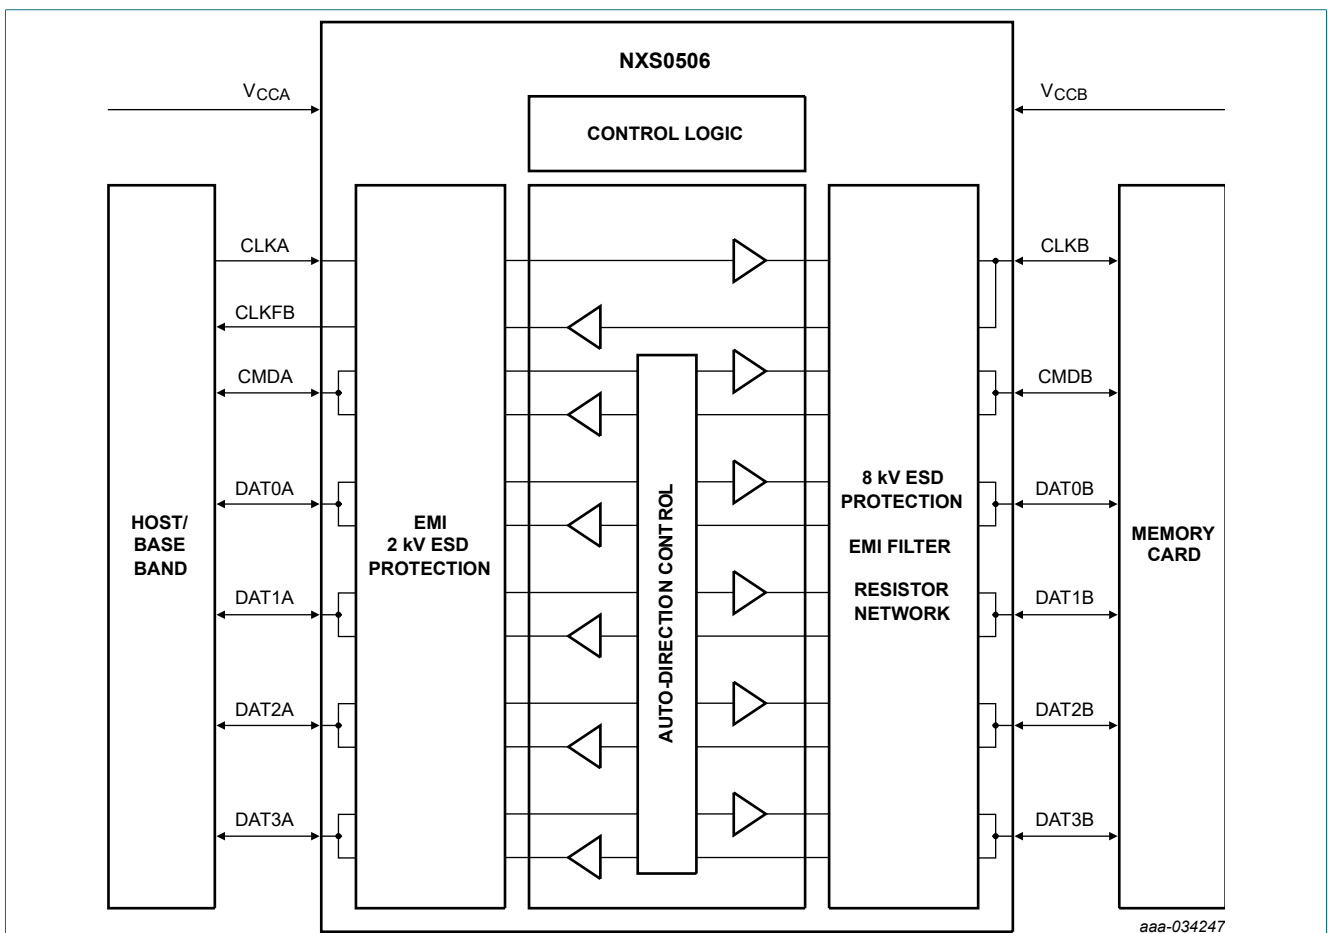 NXS0506
VCCA
VCCB
CONTROL LOGIC
CLKA
CLKB
CLKFB
CMDA
CMDB
DAT0A
DAT0B
DAT1A
DAT1B
DAT2A
DAT2B
DAT3A
DAT3B
HOST/
BASE
BAND
EMI
2 kV ESD
PROTECTION
AUTO-DIRECTION CONTROL
8 kV ESD
PROTECTION
EMI FILTER
RESISTOR
NETWORK
MEMORY
CARD
aaa-034247